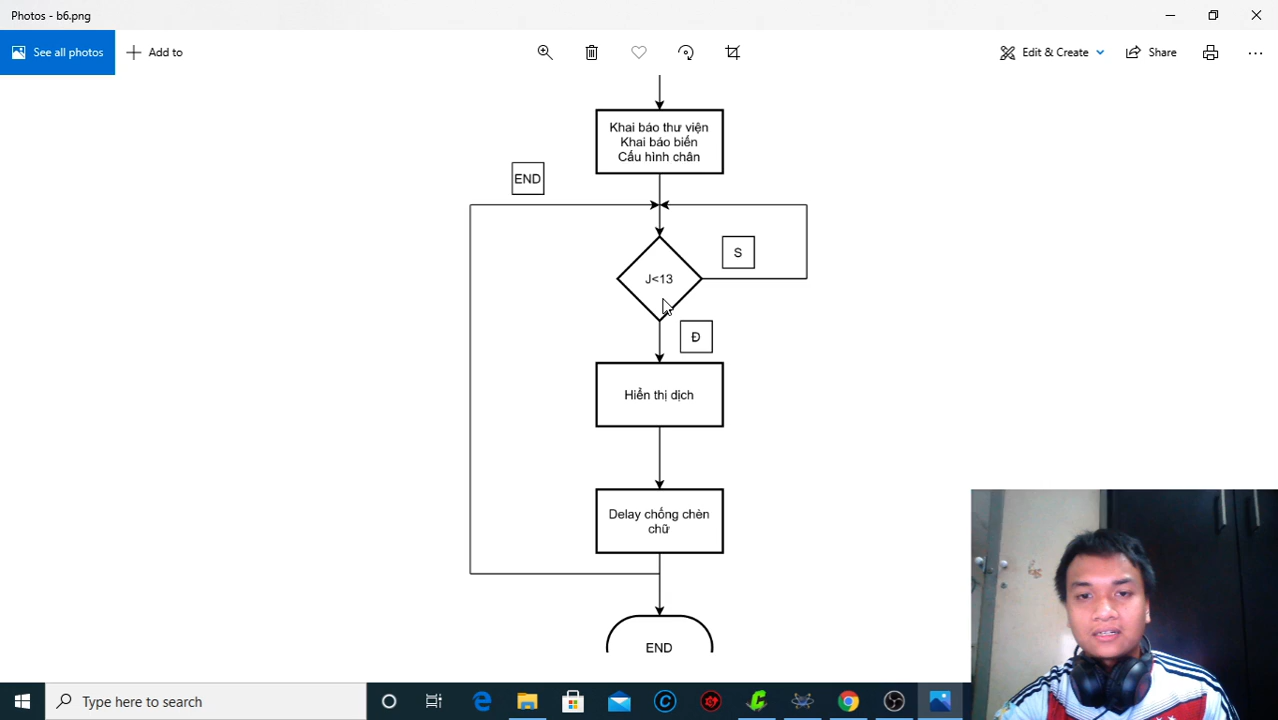 Photos - b6.png
See all photos
Add to
Edit & Create
Share
Khai báo thư viện
Khai báo biến
Cấu hình chân
END
S
J<13
Đ
Hiển thị dịch
Delay chống chèn
chữ
END
Type here to search